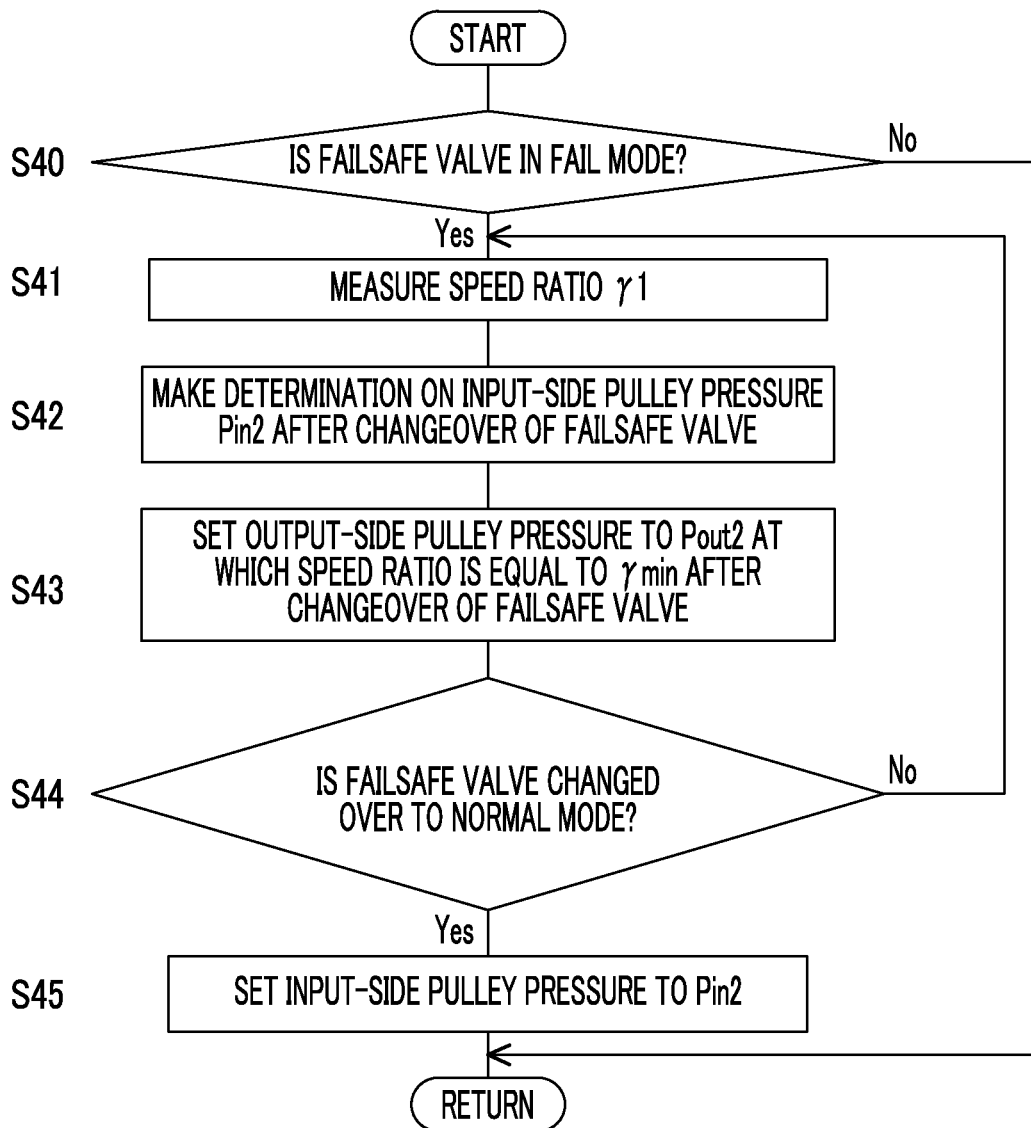 START
S40
IS FAILSAFE VALVE IN FAIL MODE?
No
Yes
S41
MEASURE SPEED RATIO γ1
S42
MAKE DETERMINATION ON INPUT-SIDE PULLEY PRESSURE
Pin2 AFTER CHANGEOVER OF FAILSAFE VALVE
S43
SET OUTPUT-SIDE PULLEY PRESSURE TO Pout2 AT
WHICH SPEED RATIO IS EQUAL TO γmin AFTER
CHANGEOVER OF FAILSAFE VALVE
S44
IS FAILSAFE VALVE CHANGED
OVER TO NORMAL MODE?
No
Yes
S45
SET INPUT-SIDE PULLEY PRESSURE TO Pin2
RETURN